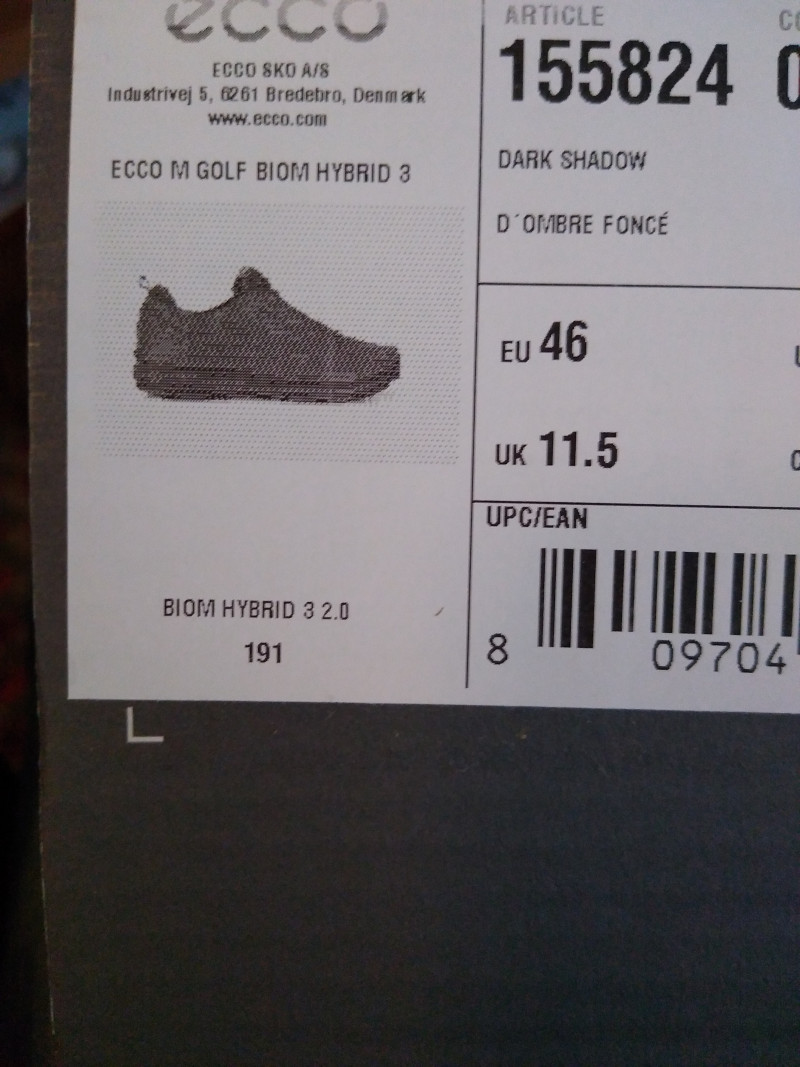 ecco
ECCO SKO A/S
Industrivej 5, 6261 Bredebro, Denmark
www.ecco.com
ECCO M GOLF BIOM HYBRID 3
BIOM HYBRID 3 2.0
191
ARTICLE
155824
DARK SHADOW
D´OMBRE FONCÉ
EU 46
UK 11.5
UPC/EAN
8 09704